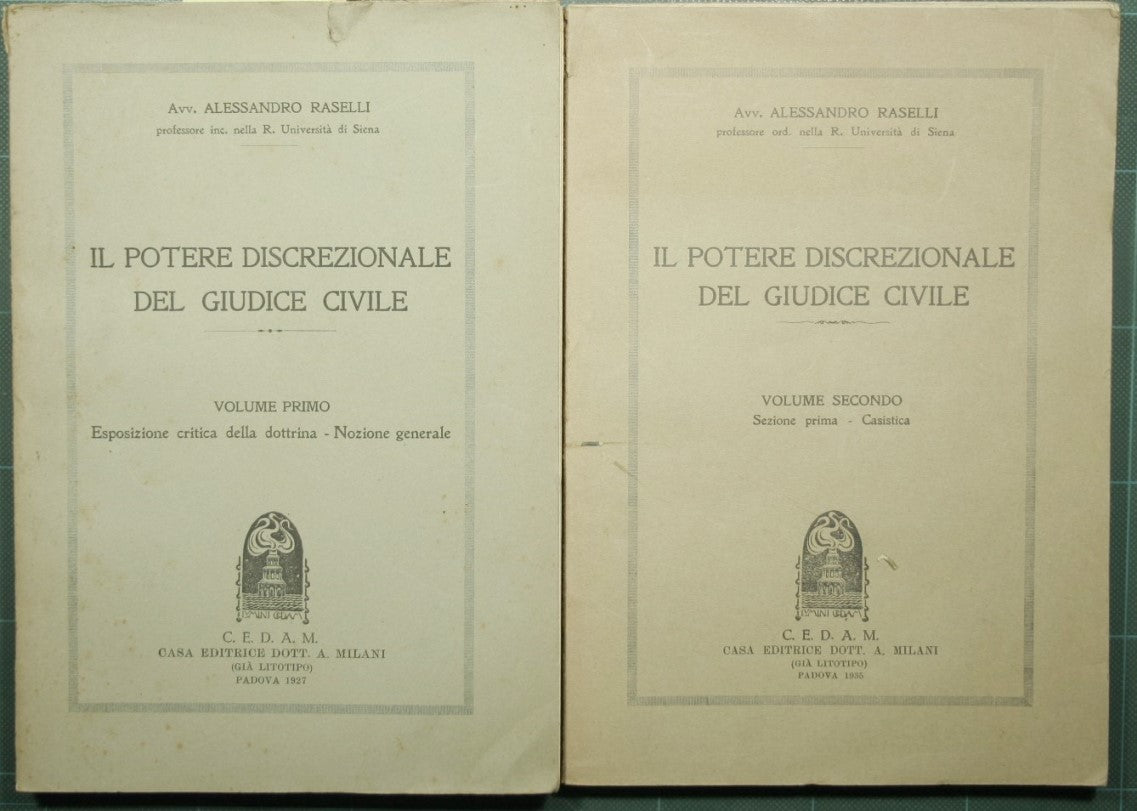 Avv. ALESSANDRO RASELLI
professore inc. nella R. Università di Siena
IL POTERE DISCREZIONALE
DEL GIUDICE CIVILE
VOLUME PRIMO
Esposizione critica della dottrina - Nozione generale
C. E. D. A. M.
CASA EDITRICE DOTT. A. MILANI
(GIÀ LITOTIPO)
PADOVA 1927
Avv. ALESSANDRO RASELLI
professore ord. nella R. Università di Siena
IL POTERE DISCREZIONALE
DEL GIUDICE CIVILE
VOLUME SECONDO
Sezione prima - Casistica
C. E. D. A. M.
CASA EDITRICE DOTT. A. MILANI
(GIÀ LITOTIPO)
PADOVA 1935